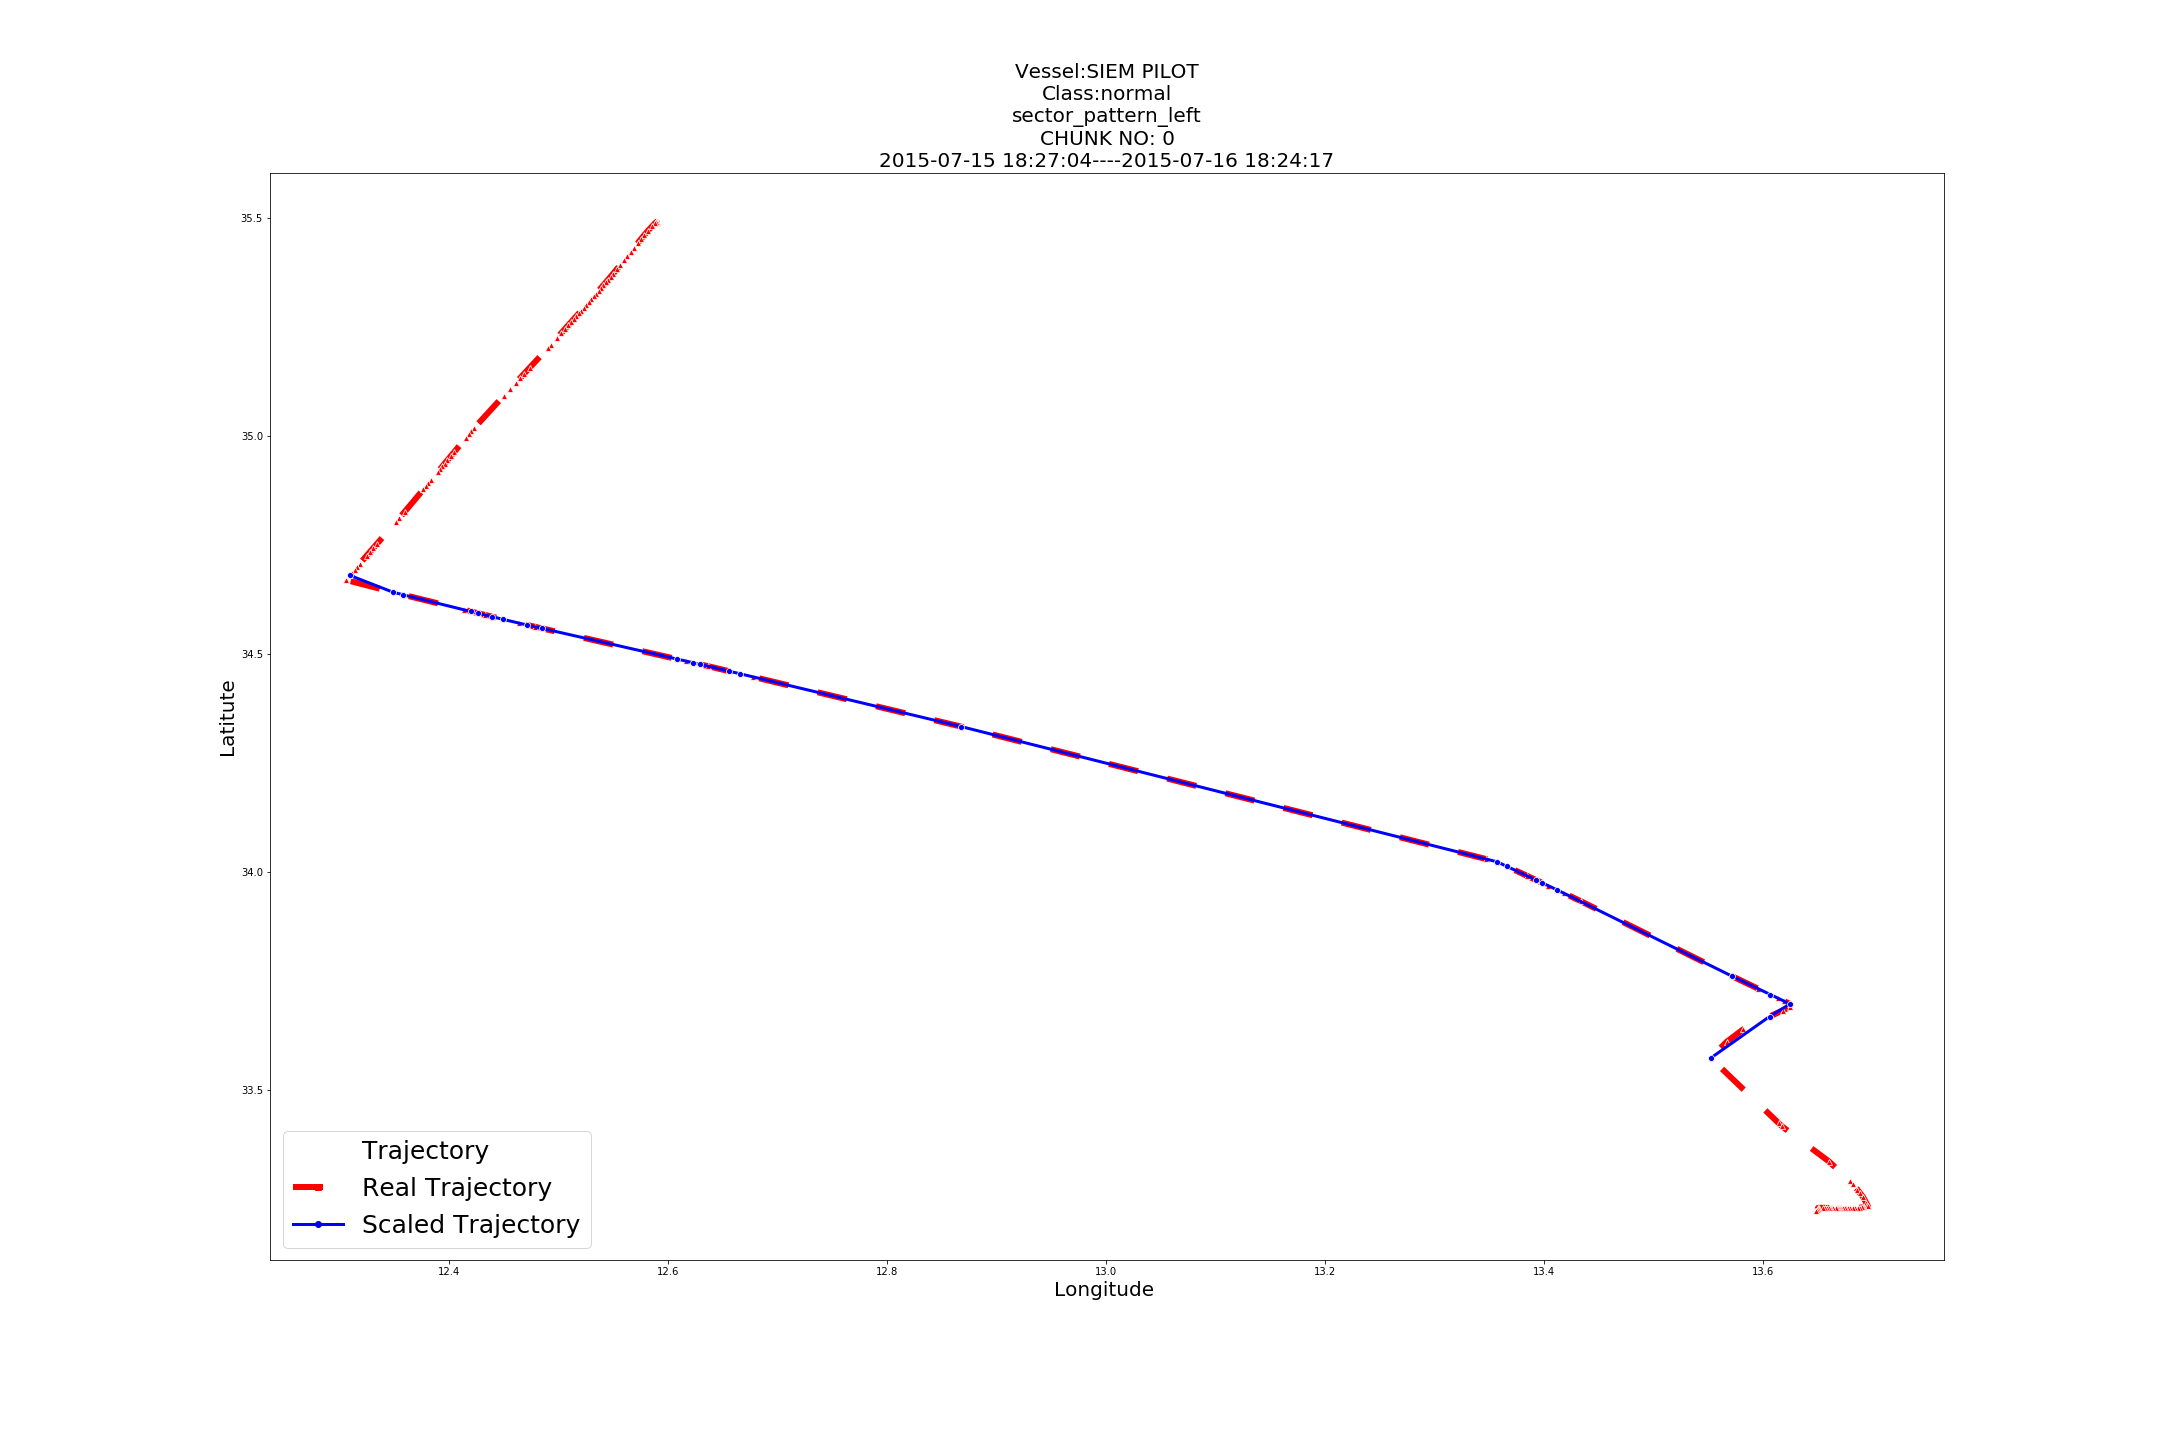 Vessel:SIEM PILOT
Class:normal
sector_pattern_left
CHUNK NO: 0
2015-07-15 18:27:04----2015-07-16 18:24:17
35.5
35.0
34.5
34.0
33.5
Latitute
Trajectory
Real Trajectory
Scaled Trajectory
12.4
12.6
12.8
13.0
13.2
13.4
13.6
Longitude